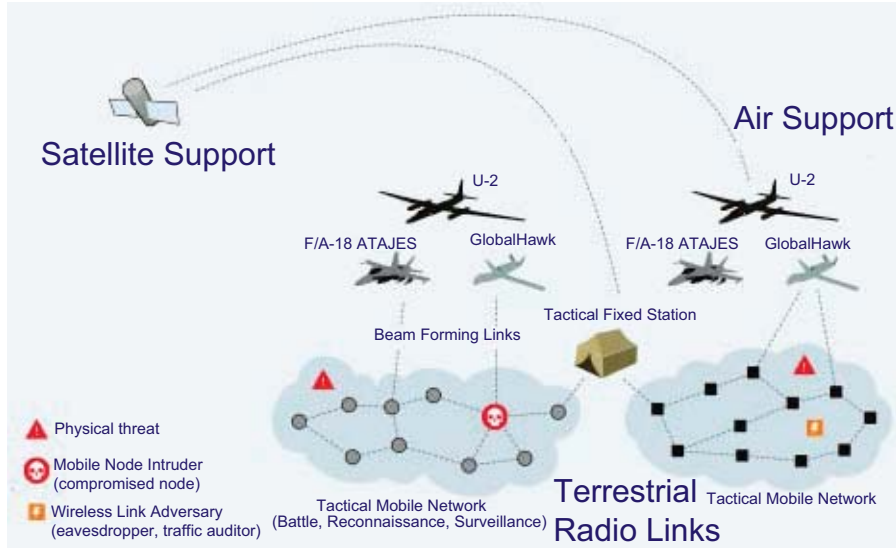 Satellite Support
Air Support
U-2
F/A-18 ATAJES
GlobalHawk
U-2
F/A-18 ATAJES
GlobalHawk
Tactical Fixed Station
Beam Forming Links
Physical threat
Mobile Node Intruder
(compromised node)
Wireless Link Adversary
(eavesdropper, traffic auditor)
Tactical Mobile Network
(Battle, Reconnaissance, Surveillance)
Terrestrial
Radio Links
Tactical Mobile Network